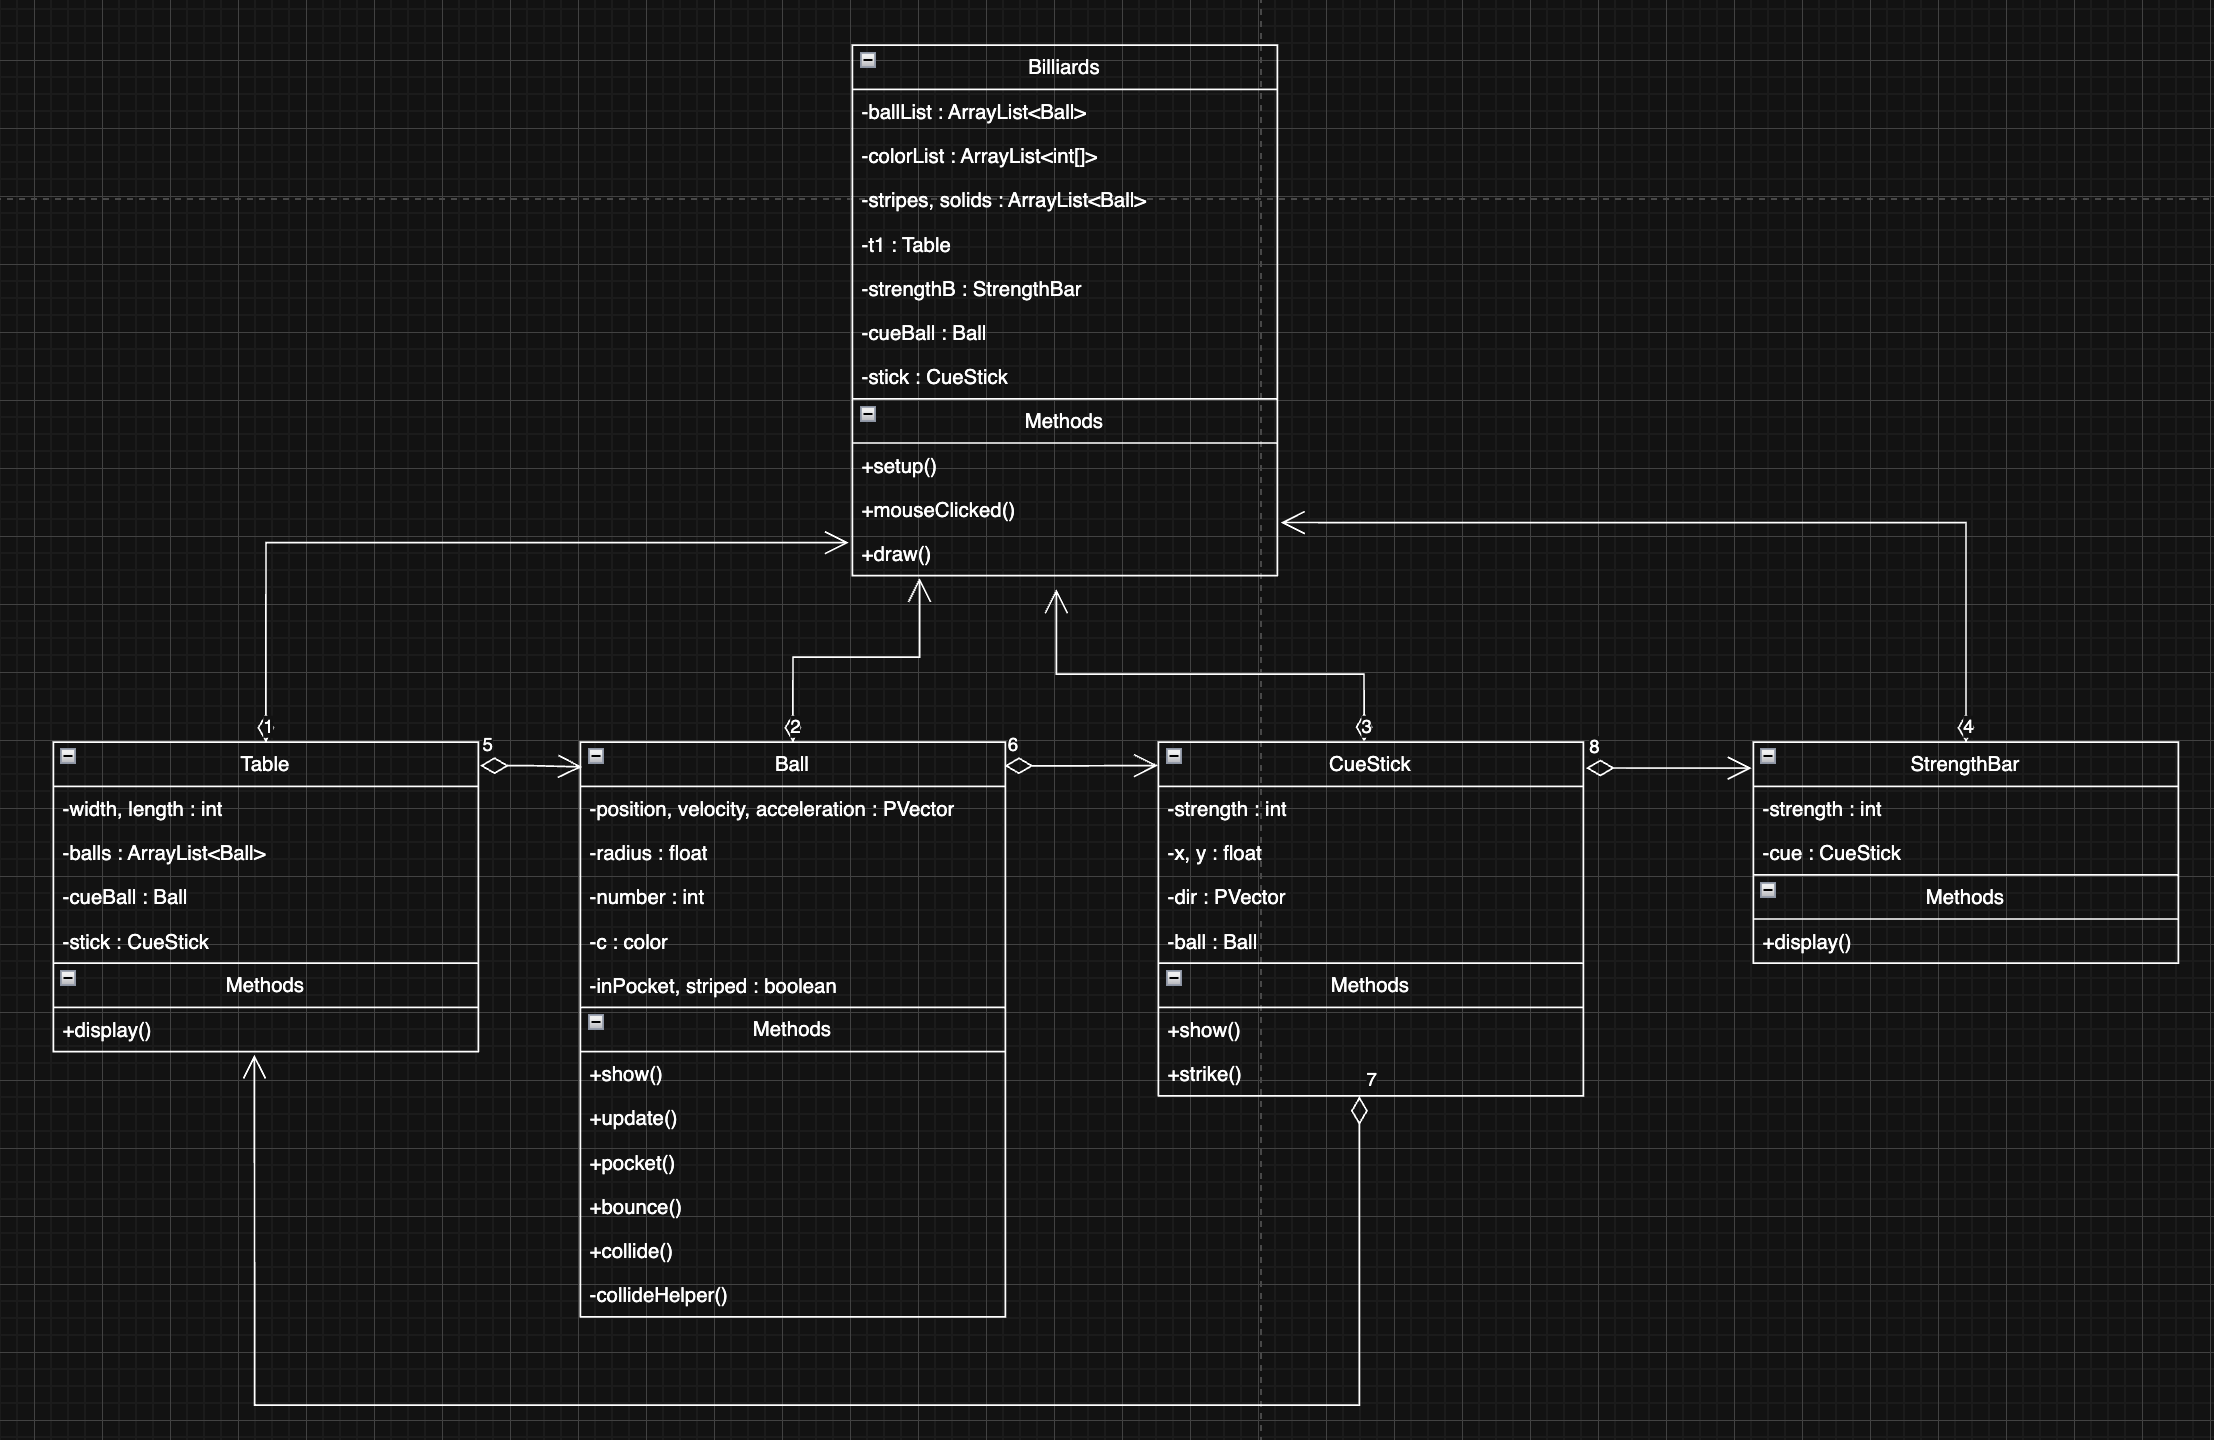 Billiards
-ballList : ArrayList<Ball>
-colorList : ArrayList<int[]>
-stripes, solids : ArrayList<Ball>
-t1 : Table
-strengthB : StrengthBar
-cueBall : Ball
-stick : CueStick
Methods
+setup()
+mouseClicked()
+draw()
1
2
3
4
5
6
8
Table
-width, length : int
-balls : ArrayList<Ball>
-cueBall : Ball
-stick : CueStick
Methods
+display()
Ball
-position, velocity, acceleration : PVector
-radius : float
-number : int
-c : color
-inPocket, striped : boolean
Methods
+show()
+update()
+pocket()
+bounce()
+collide()
-collideHelper()
CueStick
-strength : int
-x, y : float
-dir : PVector
-ball : Ball
Methods
+show()
+strike()
7
StrengthBar
-strength : int
-cue : CueStick
Methods
+display()